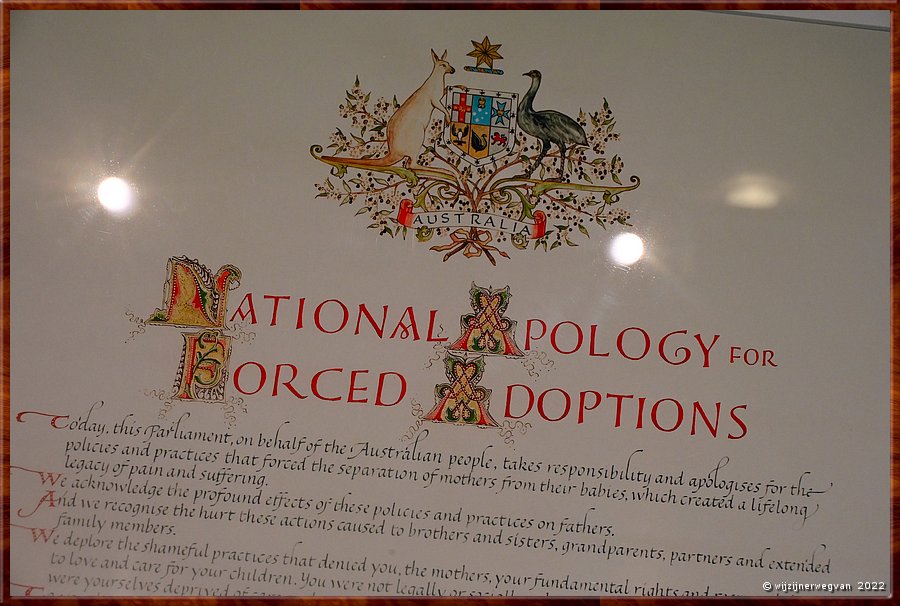 AUSTRALIA
NATIONAL APOLOGY FOR
FORCED ADOPTIONS
Today, this Parliament, on behalf of the Australian people, takes responsibility and apologises for the
policies and practices that forced the separation of mothers from their babies, which created a lifelong
legacy of pain and suffering.
We acknowledge the profound effects of these policies and practices on fathers.
And we recognise the hurt these actions caused to brothers and sisters, grandparents, partners and extended
family members.
We deplore the shameful practices that denied you, the mothers, your fundamental rights and
to love and care for your children. You were not legally or
were yourselves deprived of
© wijzijnerwegvan 2022